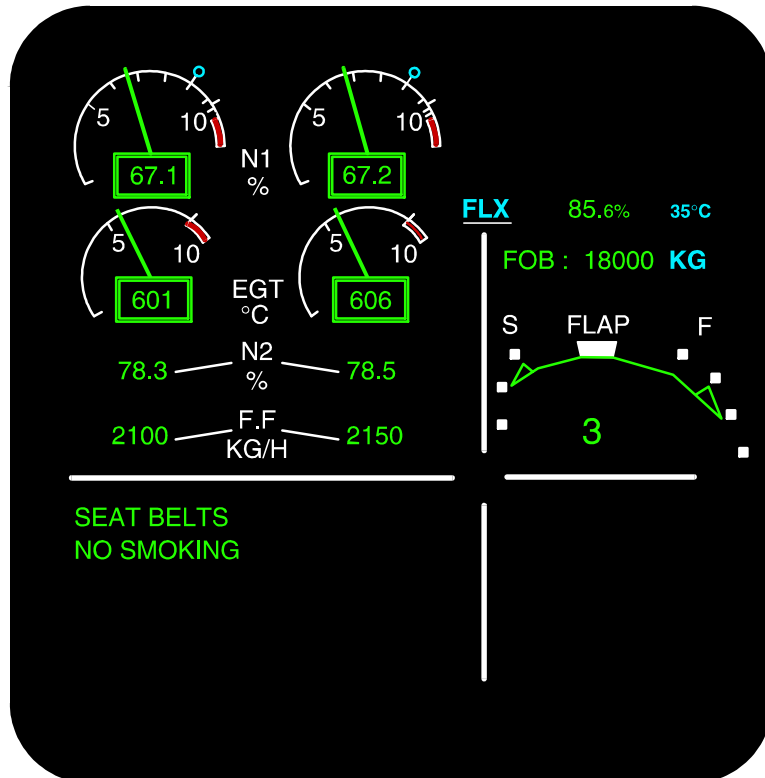 5 10 5 10
67.1 N1 67.2
%
FLX 85.6% 35°C
5 10 5 10
FOB : 18000 KG
601 EGT 606
°C
S FLAP F
78.3 N2 78.5
%
2100 F.F 2150
KG/H
3
SEAT BELTS
NO SMOKING